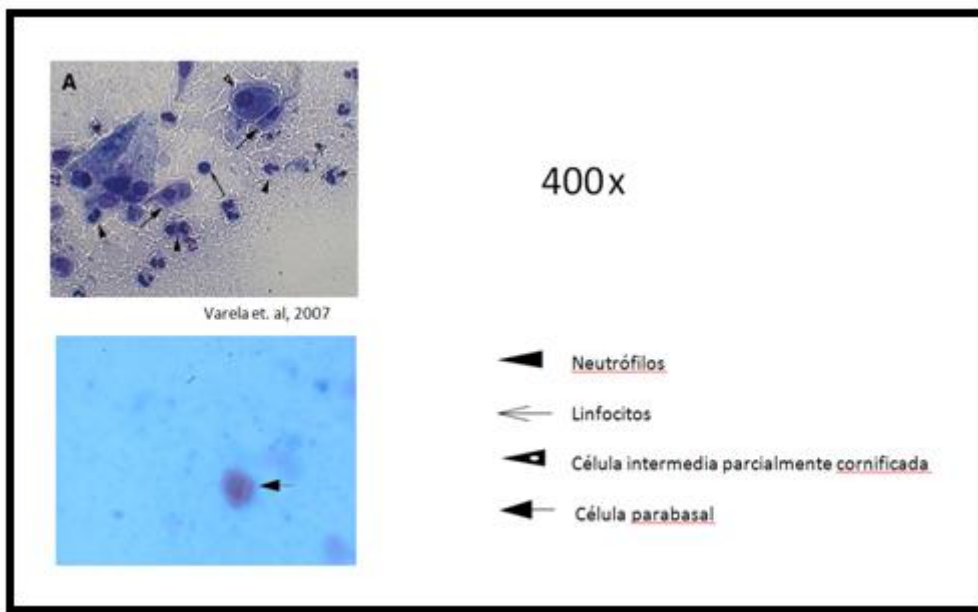 A
400x
Varela et. al, 2007
Neutrófilos
Linfocitos
Célula intermedia parcialmente cornificada
Célula parabasal